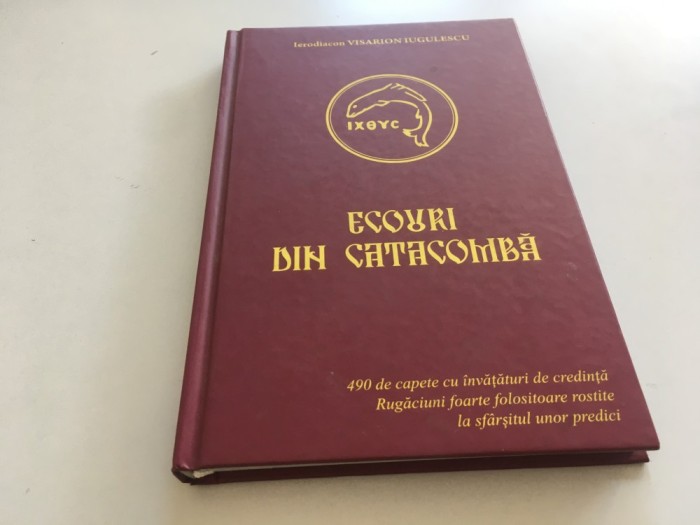 Ierodiacon VISARION IUGULESCU
ΙΧΘΥC
ECOURI
DIN CATACOMBĂ
490 de capete cu învățături de credință
Rugăciuni foarte folositoare rostite
la sfârșitul unor predici